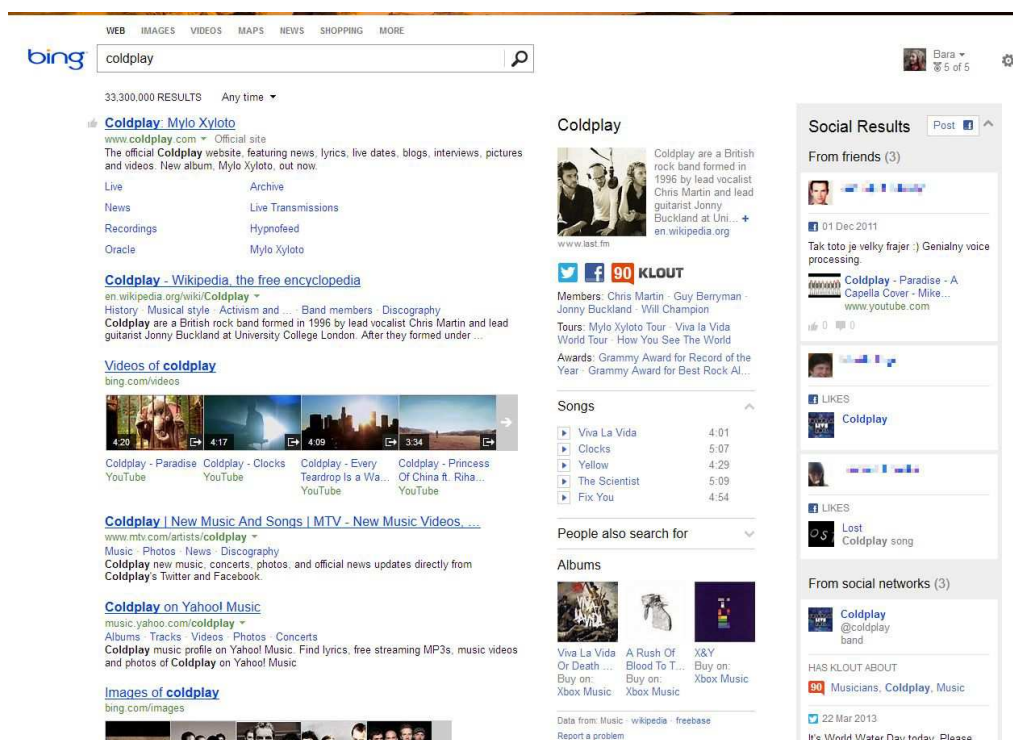 WEB IMAGES VIDEOS MAPS NEWS SHOPPING MORE
bing
coldplay
Bara
5 of 5
33,300,000 RESULTS Any time
Coldplay: Mylo Xyloto
www.coldplay.com Official site
The official Coldplay website, featuring news, lyrics, live dates, blogs, interviews, pictures
and videos. New album, Mylo Xyloto, out now.
Live Archive
News Live Transmissions
Recordings Hypnofeed
Oracle Mylo Xyloto
Coldplay - Wikipedia, the free encyclopedia
en.wikipedia.org/wiki/Coldplay
History · Musical style · Activism and ... · Band members · Discography
Coldplay are a British rock band formed in 1996 by lead vocalist Chris Martin and lead
guitarist Jonny Buckland at University College London. After they formed under ...
Videos of coldplay
bing.com/videos
4:20 4:17 4:09 3:34
Coldplay - Paradise
YouTube
Coldplay - Clocks
YouTube
Coldplay - Every
Teardrop Is a Wa...
YouTube
Coldplay - Princess
Of China ft. Riha...
YouTube
Coldplay | New Music And Songs | MTV - New Music Videos, ...
www.mtv.com/artists/coldplay
Music · Photos · News · Discography
Coldplay new music, concerts, photos, and official news updates directly from
Coldplay's Twitter and Facebook.
Coldplay on Yahoo! Music
music.yahoo.com/coldplay
Albums · Tracks · Videos · Photos · Concerts
Coldplay music profile on Yahoo! Music. Find lyrics, free streaming MP3s, music videos
and photos of Coldplay on Yahoo! Music
Images of coldplay
bing.com/images
Coldplay
Coldplay are a British
rock band formed in
1996 by lead vocalist
Chris Martin and lead
guitarist Jonny
Buckland at Uni... +
en.wikipedia.org
www.last.fm
90 KLOUT
Members: Chris Martin · Guy Berryman ·
Jonny Buckland · Will Champion
Tours: Mylo Xyloto Tour · Viva la Vida
World Tour · How You See The World
Awards: Grammy Award for Record of the
Year · Grammy Award for Best Rock Al...
Songs
Viva La Vida 4:01
Clocks 5:07
Yellow 4:29
The Scientist 5:09
Fix You 4:54
People also search for
Albums
Viva La Vida
Or Death ...
Buy on:
Xbox Music
A Rush Of
Blood To T...
Buy on:
Xbox Music
X&Y
Buy on:
Xbox Music
Data from: Music · wikipedia · freebase
Report a problem
Social Results Post
From friends (3)
01 Dec 2011
Tak toto je velky frajer :) Genialny voice
processing.
Coldplay - Paradise - A
Capella Cover - Mike...
www.youtube.com
0 0
LIKES
Coldplay
LIKES
Lost
Coldplay song
From social networks (3)
Coldplay
@coldplay
band
HAS KLOUT ABOUT
90 Musicians, Coldplay, Music
22 Mar 2013
It's World Water Day today. Please